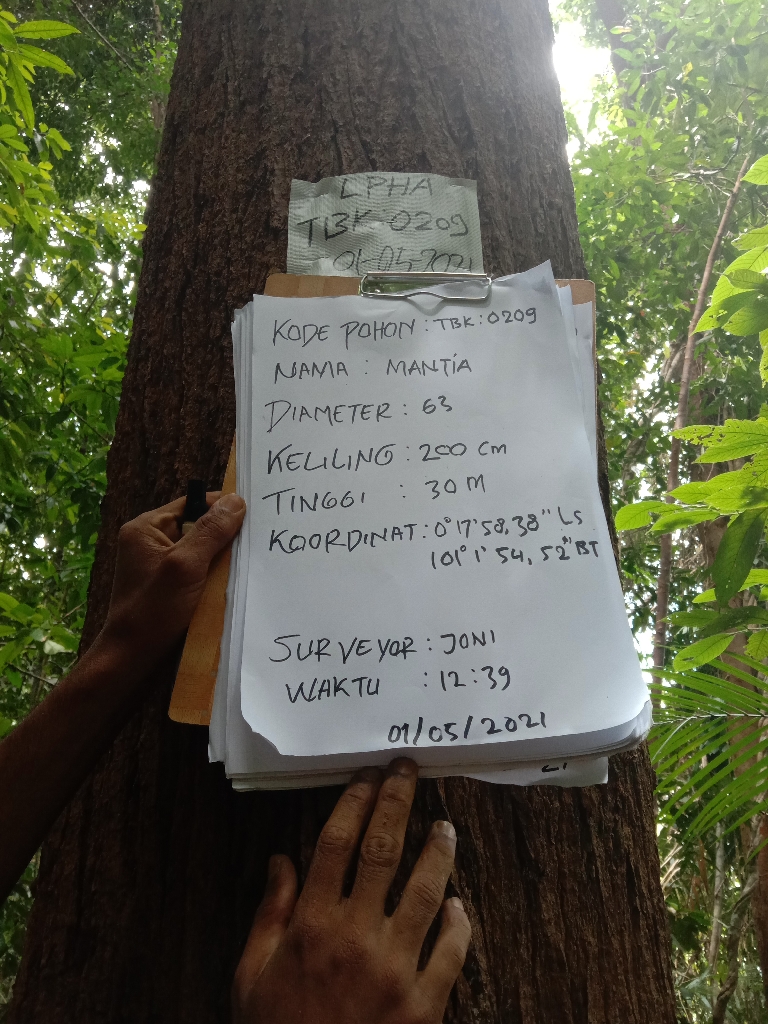 LPHA
TBK-0209
01-05-2021
KODE POHON : TBK:0209
NAMA : MANTIA
DIAMETER : 63
KELILING : 200 cm
TINGGI : 30 M
KOORDINAT : 0°17'58,38" LS
101°1'54,52" BT
SURVEYOR : JONI
WAKTU : 12:39
01/05/2021